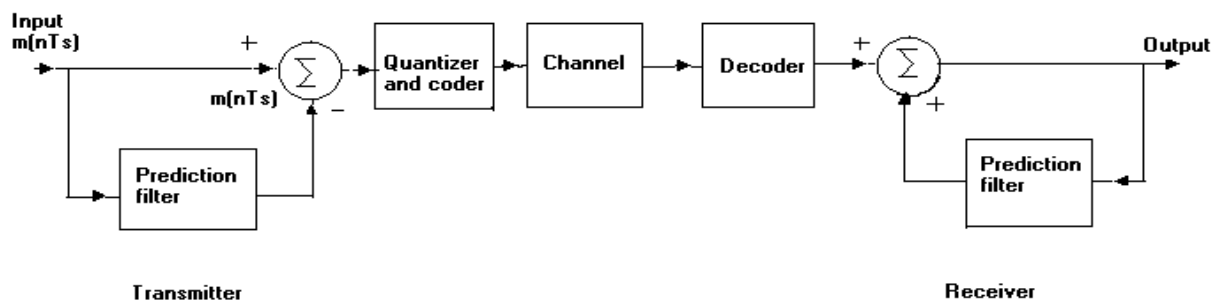 Input
m(nTs)
+
∑
m(nTs)
−
Quantizer
and coder
Channel
Decoder
+
∑
+
Output
Prediction
filter
Prediction
filter
Transmitter
Receiver